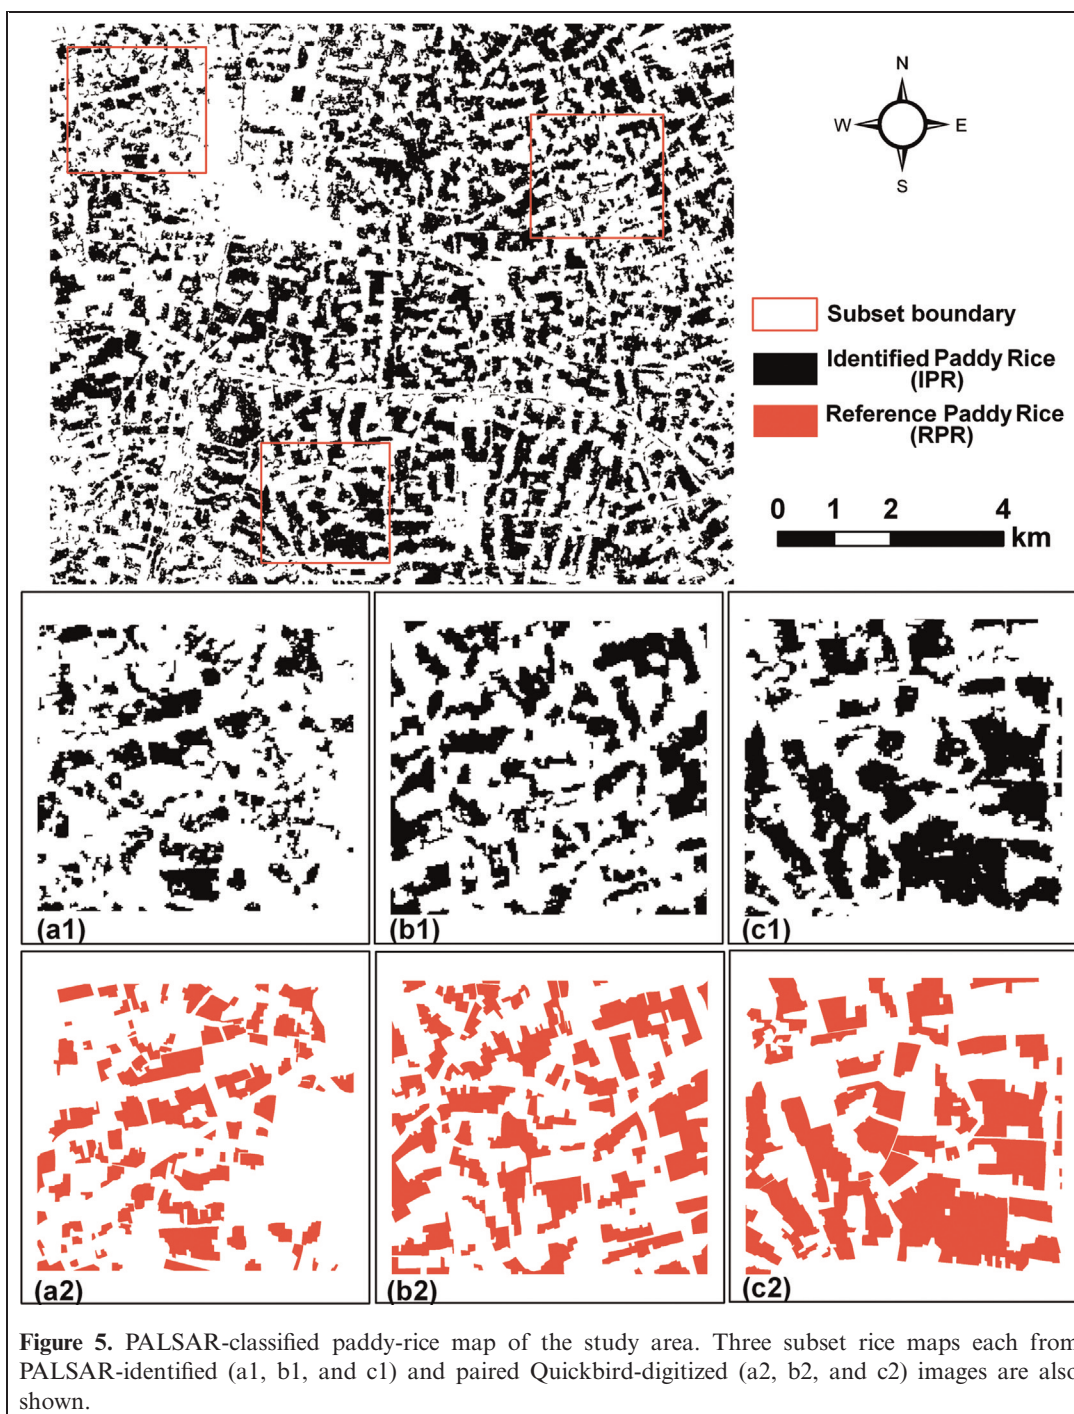 N
W E
S
Subset boundary
Identified Paddy Rice
(IPR)
Reference Paddy Rice
(RPR)
0 1 2 4
km
(a1)
(b1)
(c1)
(a2)
(b2)
(c2)
Figure 5. PALSAR-classified paddy-rice map of the study area. Three subset rice maps each from
PALSAR-identified (a1, b1, and c1) and paired Quickbird-digitized (a2, b2, and c2) images are also
shown.